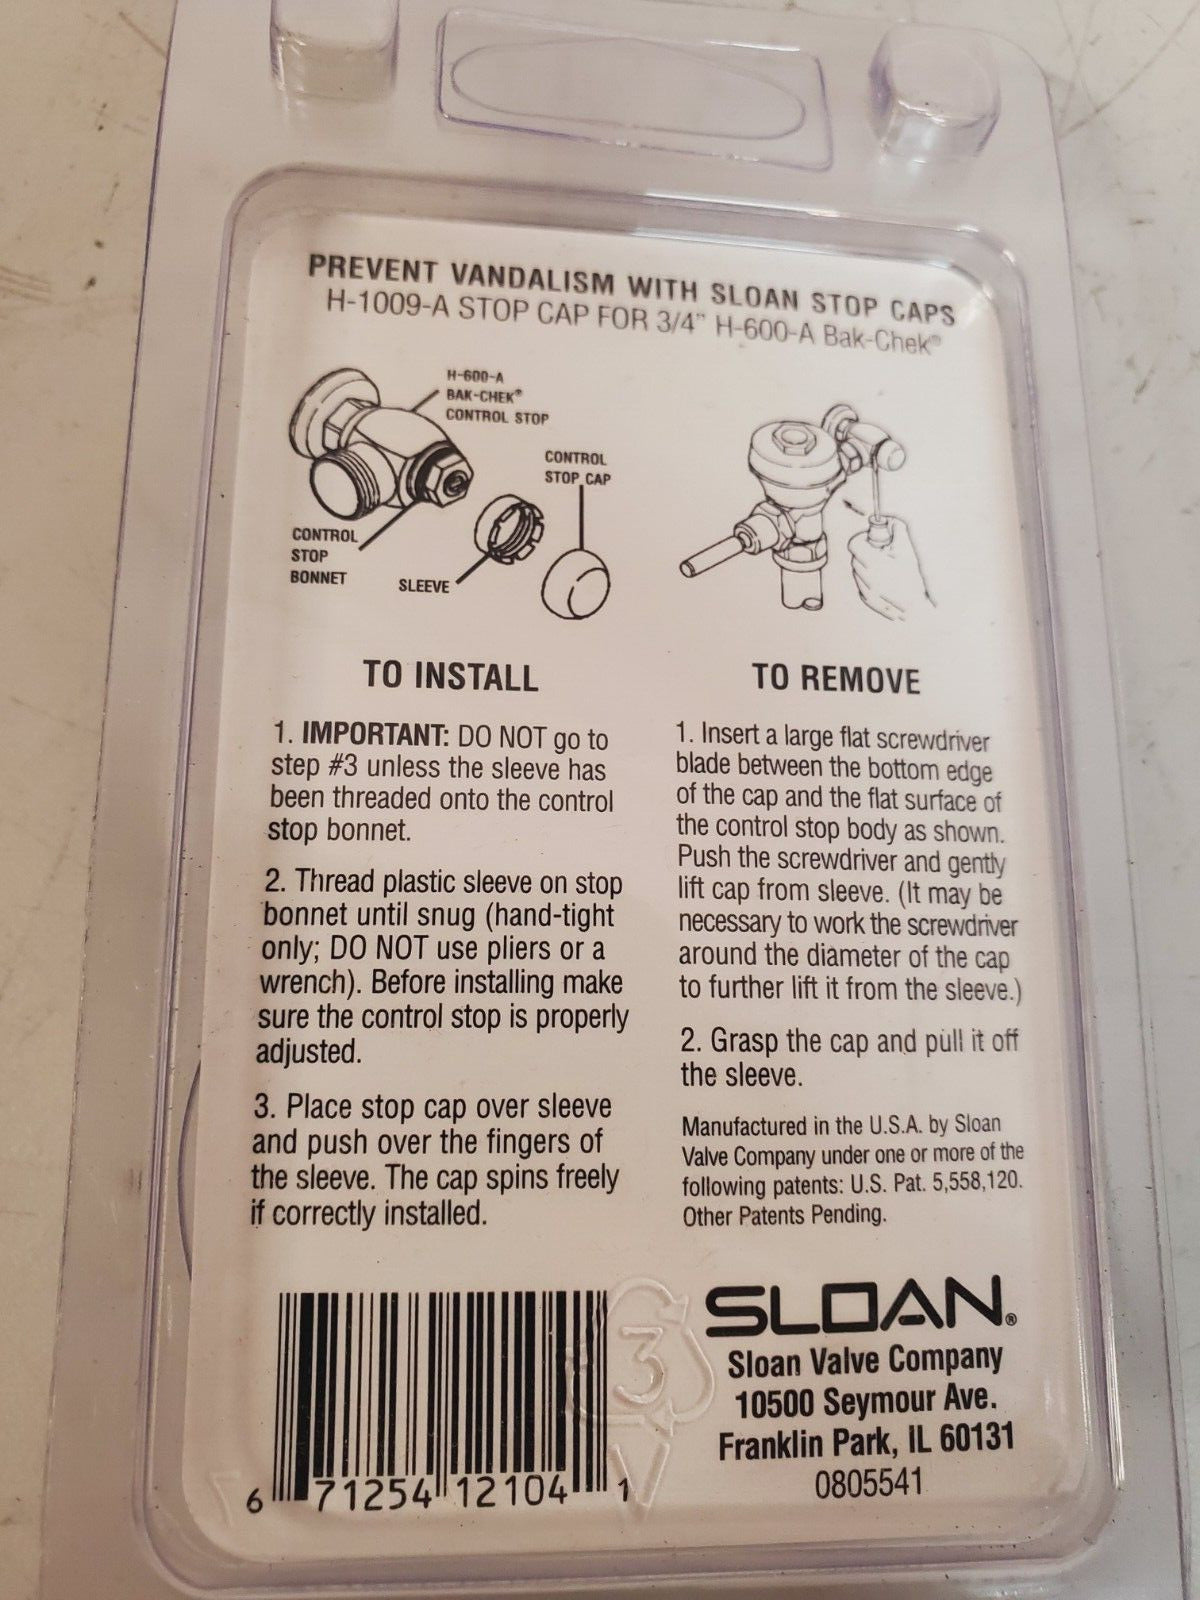 PREVENT VANDALISM WITH SLOAN STOP CAPS
H-1009-A STOP CAP FOR 3/4" H-600-A Bak-Chek®
H-600-A
BAK-CHEK®
CONTROL STOP
CONTROL
STOP CAP
CONTROL
STOP
BONNET
SLEEVE
TO INSTALL
1. IMPORTANT: DO NOT go to
step #3 unless the sleeve has
been threaded onto the control
stop bonnet.
2. Thread plastic sleeve on stop
bonnet until snug (hand-tight
only; DO NOT use pliers or a
wrench). Before installing make
sure the control stop is properly
adjusted.
3. Place stop cap over sleeve
and push over the fingers of
the sleeve. The cap spins freely
if correctly installed.
TO REMOVE
1. Insert a large flat screwdriver
blade between the bottom edge
of the cap and the flat surface of
the control stop body as shown.
Push the screwdriver and gently
lift cap from sleeve. (It may be
necessary to work the screwdriver
around the diameter of the cap
to further lift it from the sleeve.)
2. Grasp the cap and pull it off
the sleeve.
Manufactured in the U.S.A. by Sloan
Valve Company under one or more of the
following patents: U.S. Pat. 5,558,120.
Other Patents Pending.
6 71254 12104 1
3
V
SLOAN®
Sloan Valve Company
10500 Seymour Ave.
Franklin Park, IL 60131
0805541